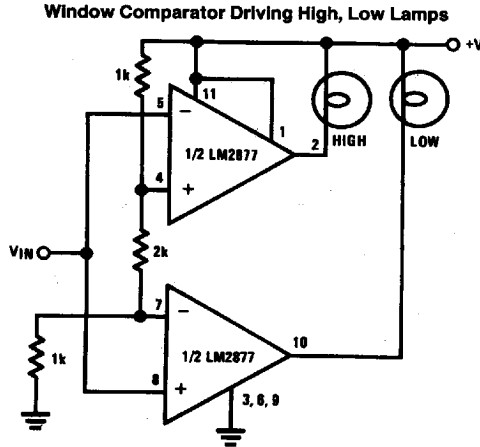 Window Comparator Driving High, Low Lamps
+V
1k
11
5
−
1
1/2 LM2877
2
HIGH
LOW
4
+
VIN
2k
7
−
1/2 LM2877
10
1k
8
+
3, 6, 9